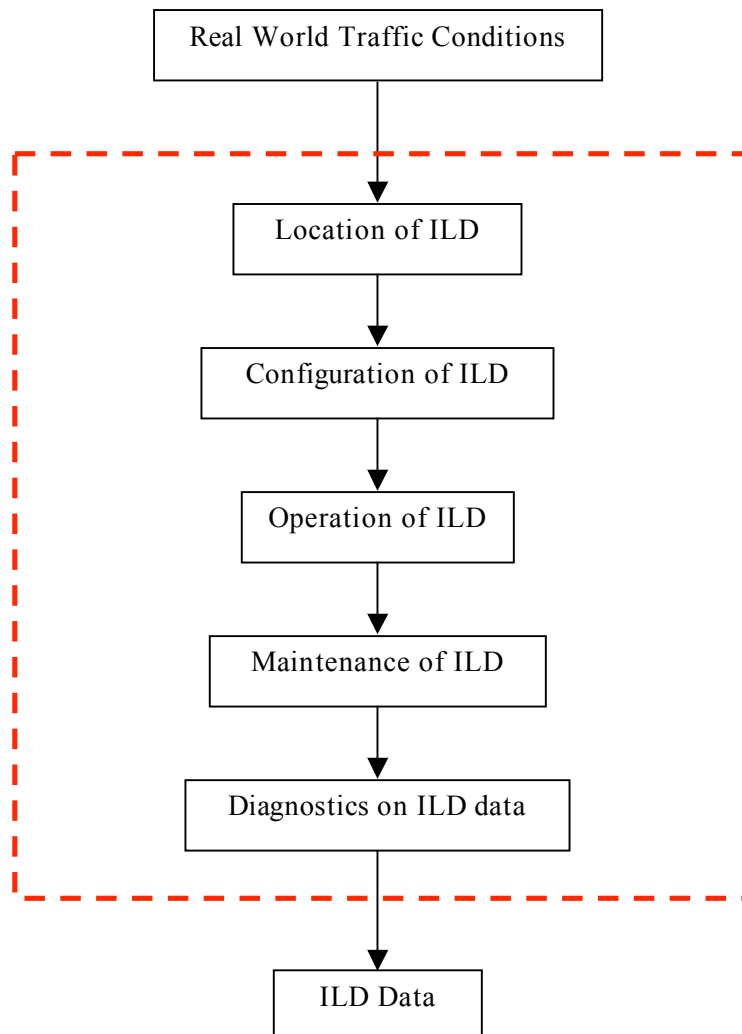 Real World Traffic Conditions
Location of ILD
Configuration of ILD
Operation of ILD
Maintenance of ILD
Diagnostics on ILD data
ILD Data